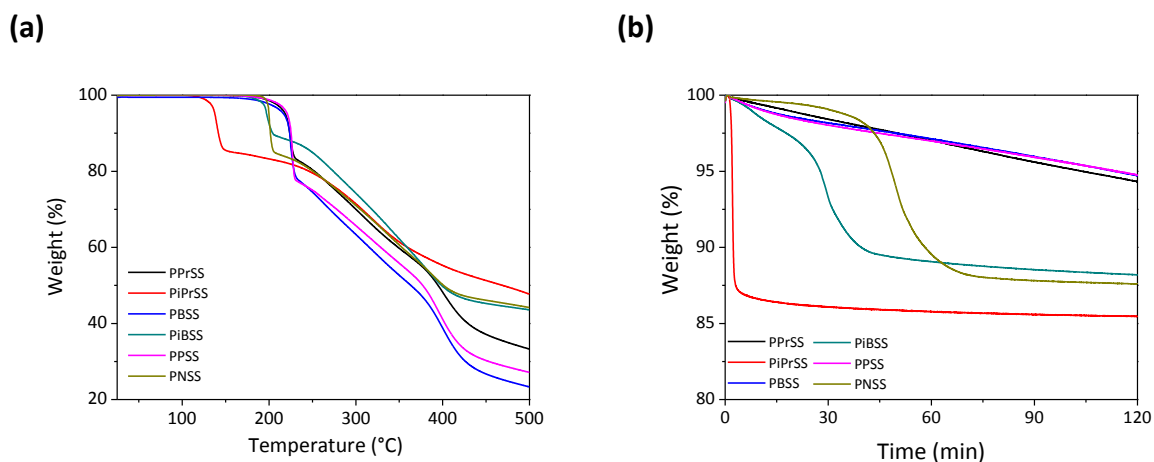 (a)
(b)
Weight (%)
100
80
60
40
20
PPrSS
PiPrSS
PBSS
PiBSS
PPSS
PNSS
100
200
300
400
500
Temperature (°C)
Weight (%)
100
95
90
85
80
PPrSS
PiPrSS
PBSS
PiBSS
PPSS
PNSS
0
30
60
90
120
Time (min)